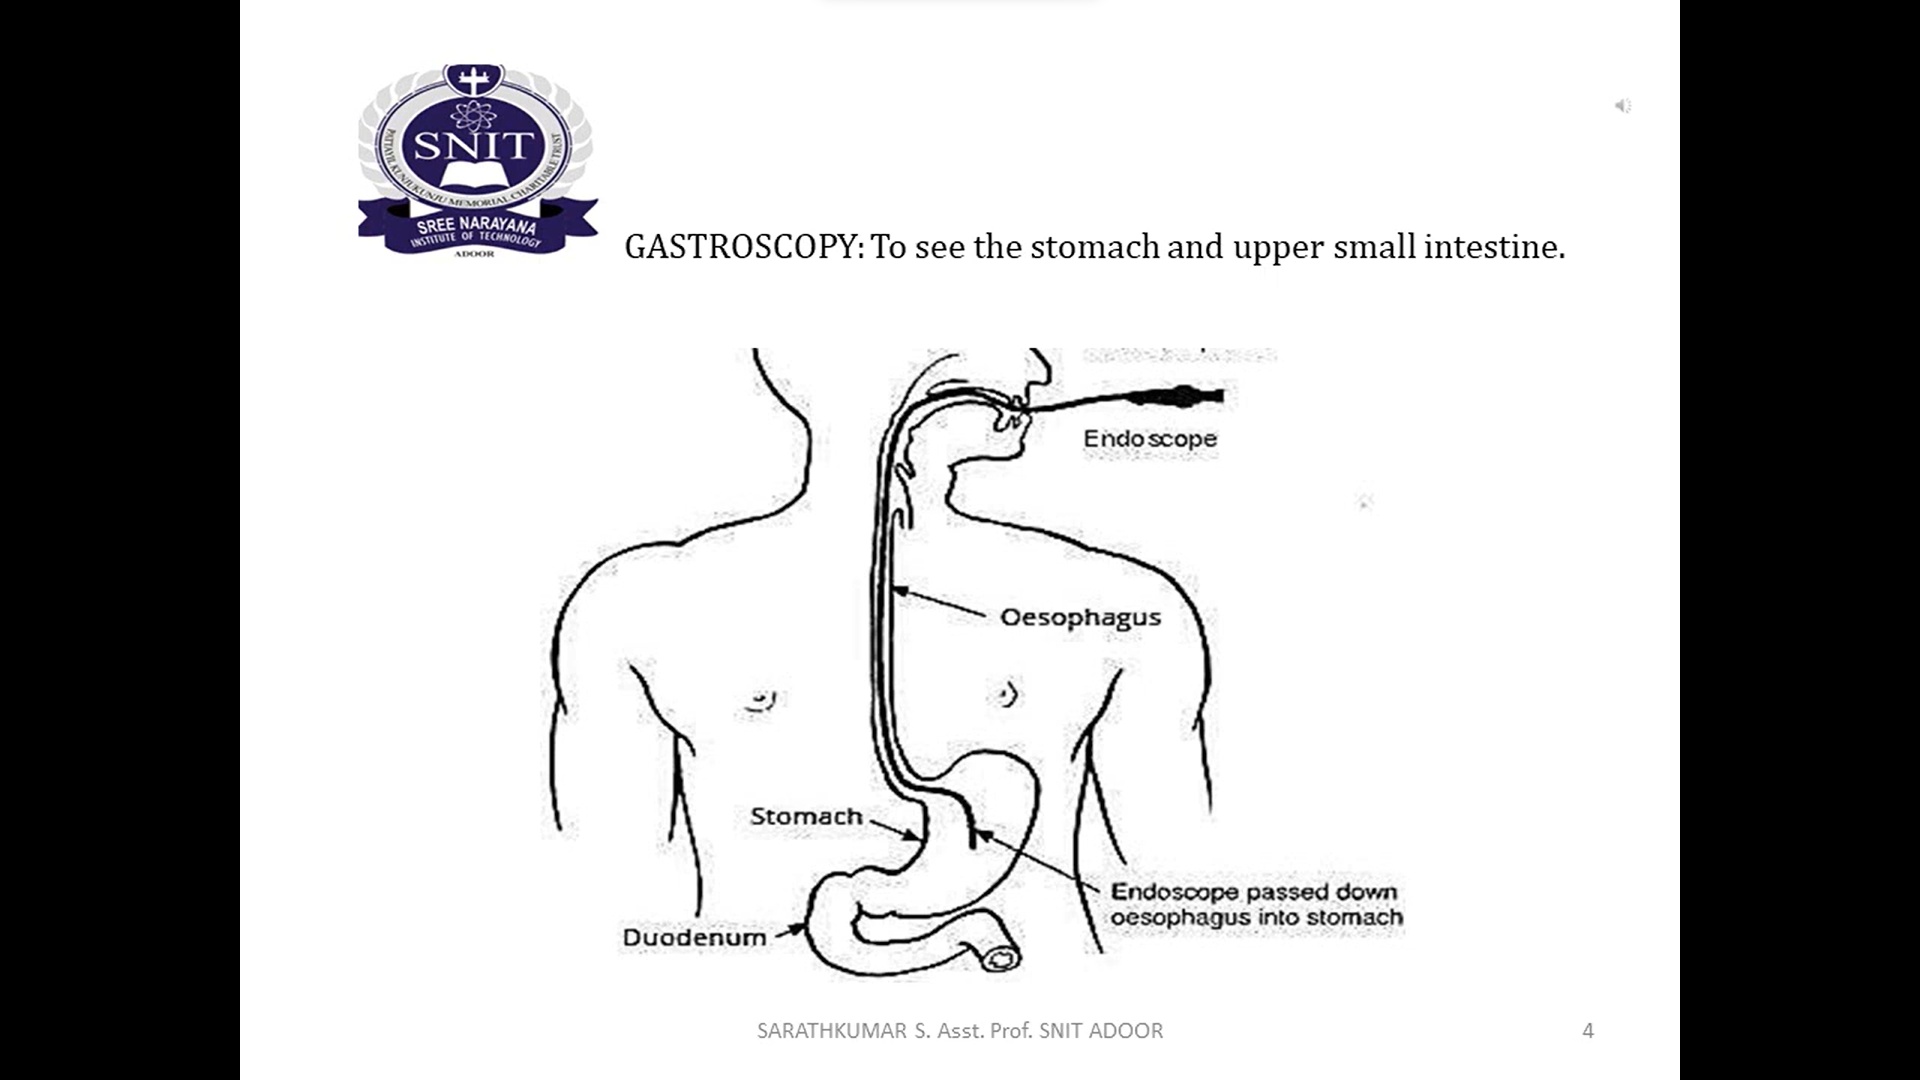 SNIT
PATTAYIL KUNJUKUNJU MEMORIAL CHARITABLE TRUST
SREE NARAYANA
INSTITUTE OF TECHNOLOGY
ADOOR
GASTROSCOPY: To see the stomach and upper small intestine.
Endoscope
Oesophagus
Stomach
Endoscope passed down
oesophagus into stomach
Duodenum
SARATHKUMAR S. Asst. Prof. SNIT ADOOR
4